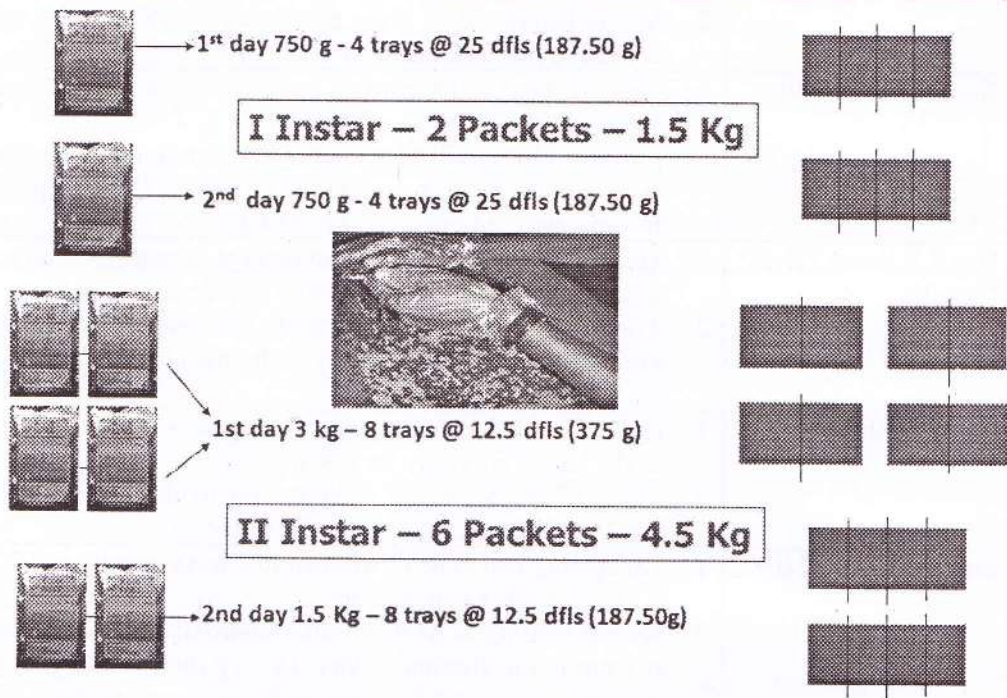 1st day 750 g - 4 trays @ 25 dfls (187.50 g)
I Instar – 2 Packets – 1.5 Kg
2nd day 750 g - 4 trays @ 25 dfls (187.50 g)
1st day 3 kg – 8 trays @ 12.5 dfls (375 g)
II Instar – 6 Packets – 4.5 Kg
2nd day 1.5 Kg – 8 trays @ 12.5 dfls (187.50g)